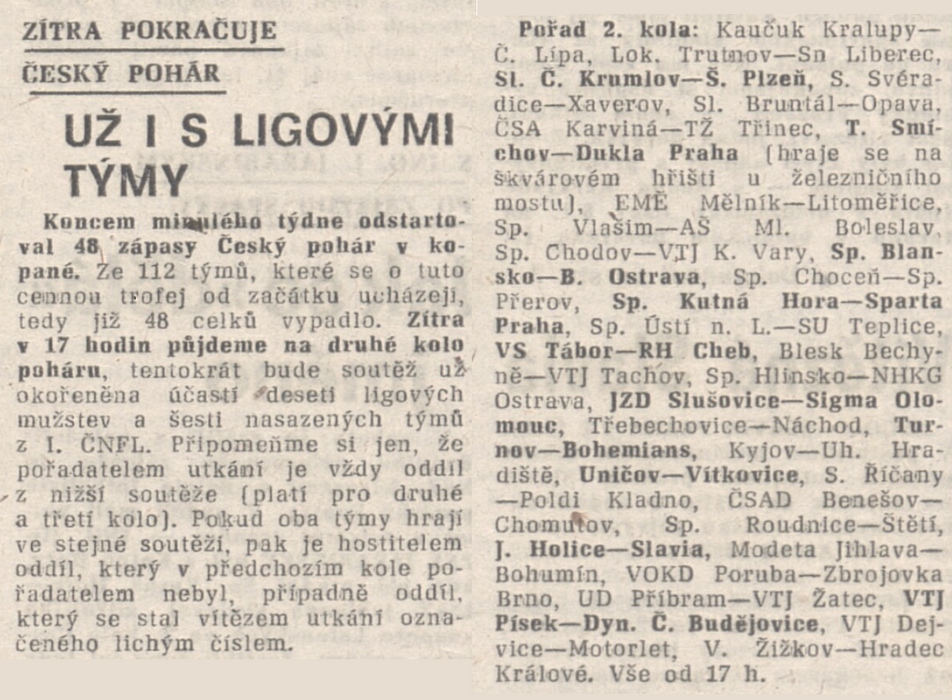 ZÍTRA POKRAČUJE
ČESKÝ POHÁR
UŽ I S LIGOVÝMI
TÝMY
Koncem minulého týdne odstarto-
val 48 zápasy Český pohár v ko-
pané. Ze 112 týmů, které se o tuto
cennou trofej od začátku ucházejí,
tedy již 48 celků vypadlo. Zítra
v 17 hodin půjdeme na druhé kolo
poháru, tentokrát bude soutěž už
okořeněna účastí deseti ligových
mužstev a šesti nasazených týmů
z I. ČNFL. Připomeňme si jen, že
pořadatelem utkání je vždy oddíl
z nižší soutěže (platí pro druhé
a třetí kolo). Pokud oba týmy hrají
ve stejné soutěži, pak je hostitelem
oddíl, který v předchozím kole po-
řadatelem nebyl, případně oddíl,
který se stal vítězem utkání ozna-
čeného lichým číslem.
Pořad 2. kola: Kaučuk Kralupy—
Č. Lípa, Lok. Trutnov—Sn Liberec,
Sl. Č. Krumlov—Š. Plzeň, S. Svéra-
dice—Xaverov, Sl. Bruntál—Opava,
ČSA Karviná—TŽ Třinec, T. Smí-
chov—Dukla Praha (hraje se na
škvárovém hřišti u železničního
mostu), EMĚ Mělník—Litoměřice,
Sp. Vlašim—AŠ Ml. Boleslav,
Sp. Chodov—VTJ K. Vary, Sp. Blan-
sko—B. Ostrava, Sp. Choceň—Sp.
Přerov, Sp. Kutná Hora—Sparta
Praha, Sp. Ústí n. L.—SU Teplice,
VS Tábor—RH Cheb, Blesk Bechy-
ně—VTJ Tachov, Sp. Hlinsko—NHKG
Ostrava, JZD Slušovice—Sigma Olo-
mouc, Třebechovice—Náchod, Tur-
nov—Bohemians, Kyjov—Uh. Hra-
diště, Uničov—Vítkovice, S. Říčany
—Poldi Kladno, ČSAD Benešov—
Chomutov, Sp. Roudnice—Štětí,
J. Holice—Slavia, Modeta Jihlava—
Bohumín, VOKD Poruba—Zbrojovka
Brno, UD Příbram—VTJ Žatec, VTJ
Písek—Dyn. Č. Budějovice, VTJ Dej-
vice—Motorlet, V. Žižkov—Hradec
Králové. Vše od 17 h.